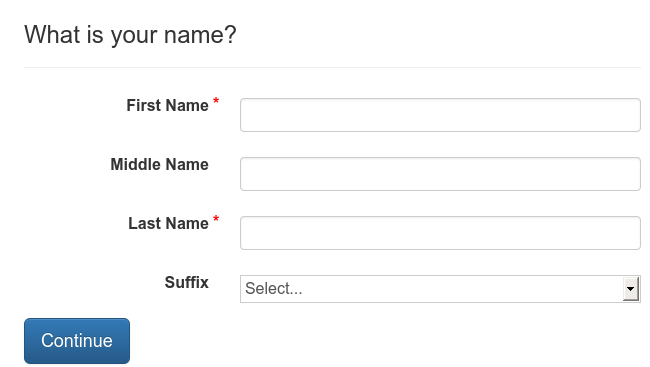 What is your name?
First Name *
Middle Name
Last Name *
Suffix
Select...
Continue